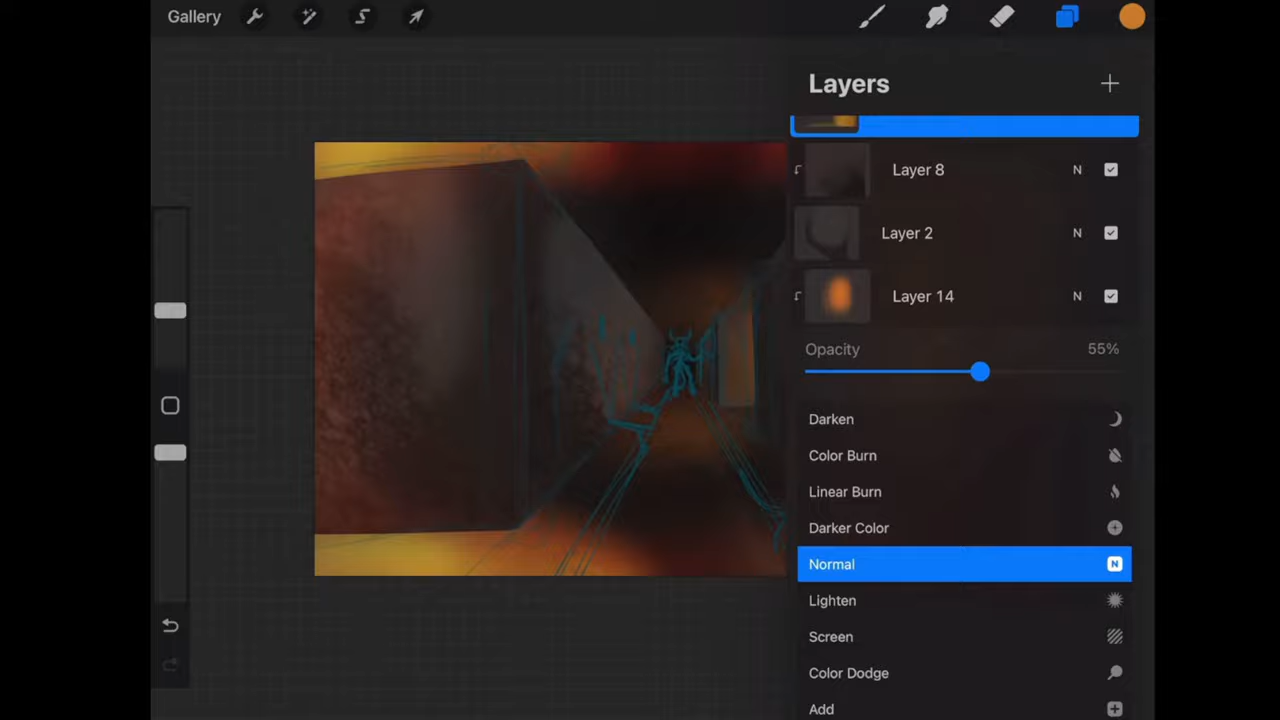 Gallery
Layers
Layer 8 N
Layer 2 N
Layer 14 N
Opacity 55%
Darken
Color Burn
Linear Burn
Darker Color
Normal N
Lighten
Screen
Color Dodge
Add